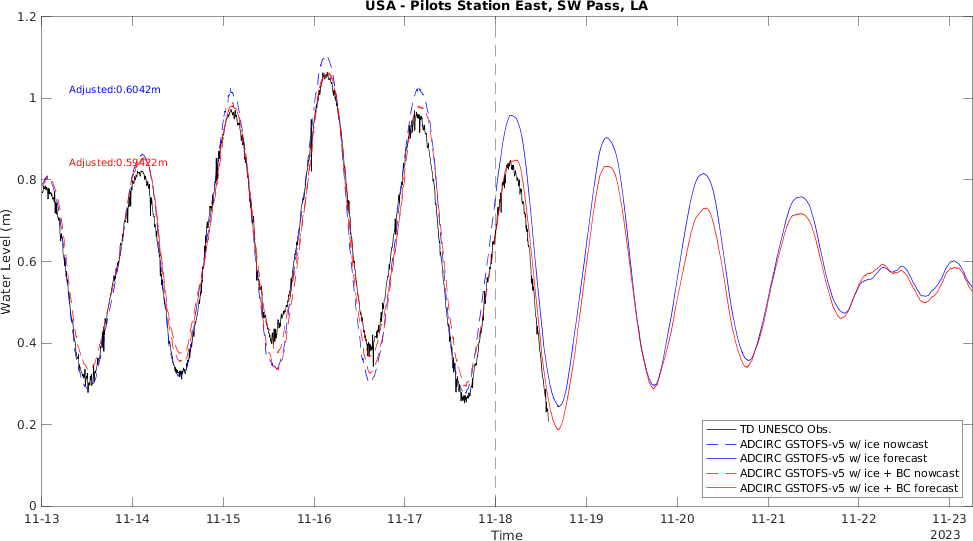 USA - Pilots Station East, SW Pass, LA
1.2
1
0.8
0.6
0.4
0.2
0
Water Level (m)
Adjusted:0.6042m
Adjusted:0.59422m
TD UNESCO Obs.
ADCIRC GSTOFS-v5 w/ ice nowcast
ADCIRC GSTOFS-v5 w/ ice forecast
ADCIRC GSTOFS-v5 w/ ice + BC nowcast
ADCIRC GSTOFS-v5 w/ ice + BC forecast
11-13 11-14 11-15 11-16 11-17 11-18 11-19 11-20 11-21 11-22 11-23
Time
2023